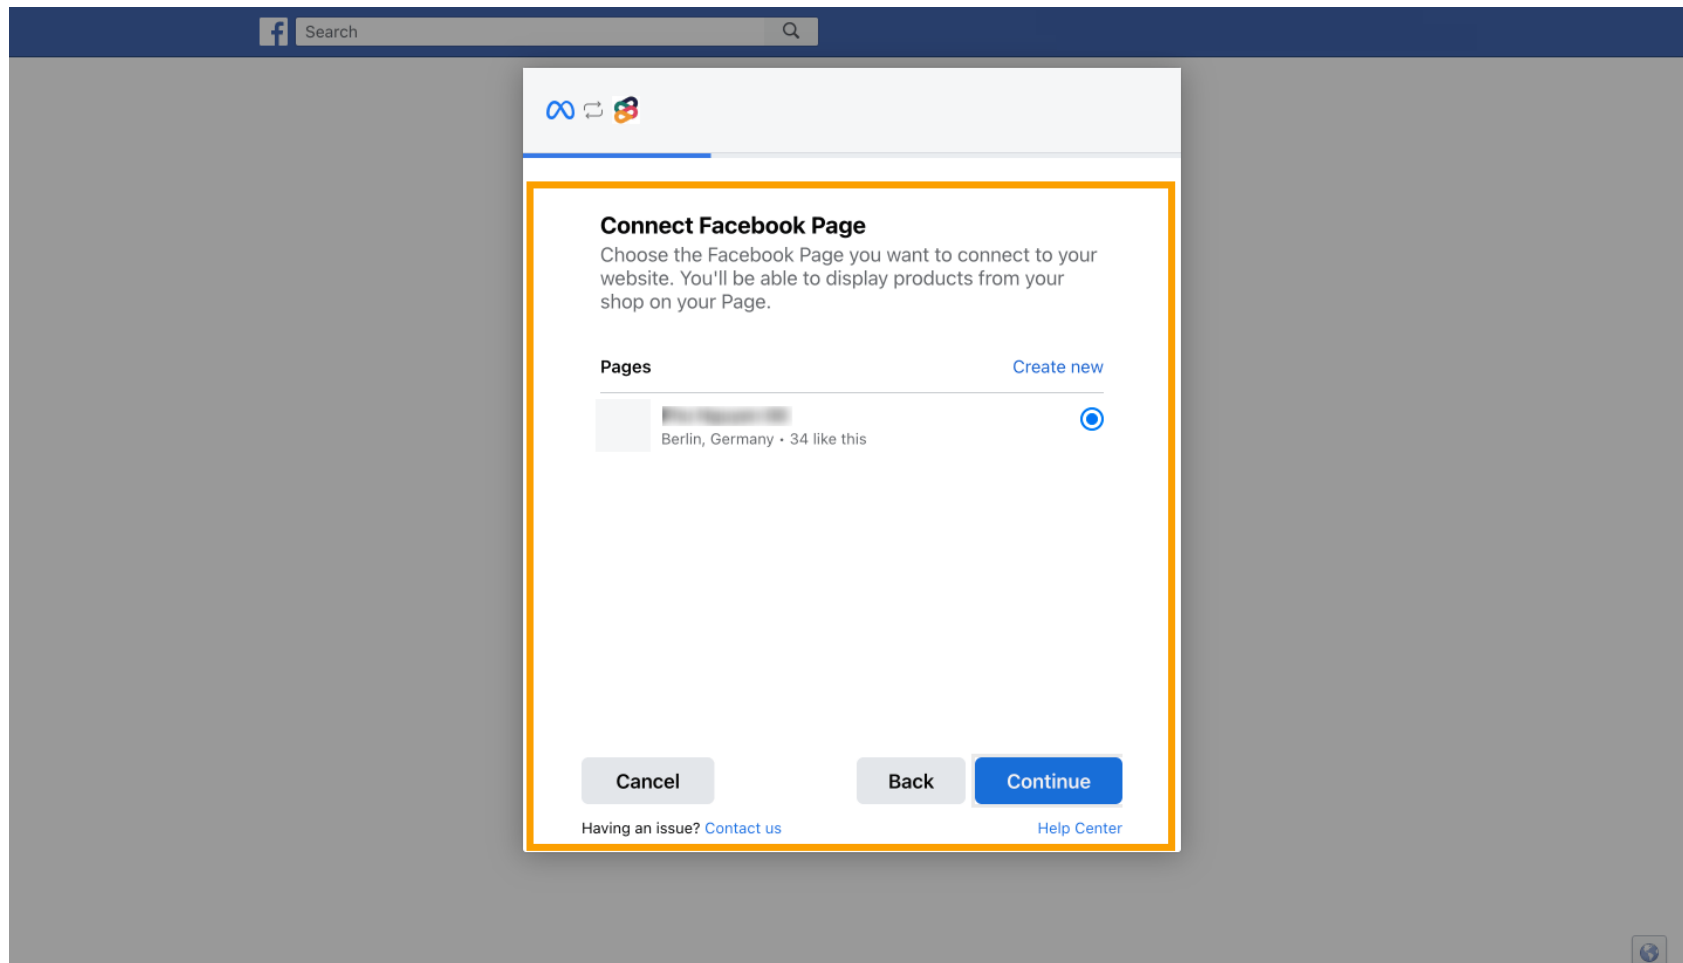 Search
Connect Facebook Page
Choose the Facebook Page you want to connect to your
website. You'll be able to display products from your
shop on your Page.
Pages
Create new
Berlin, Germany • 34 like this
Cancel
Back
Continue
Having an issue? Contact us
Help Center